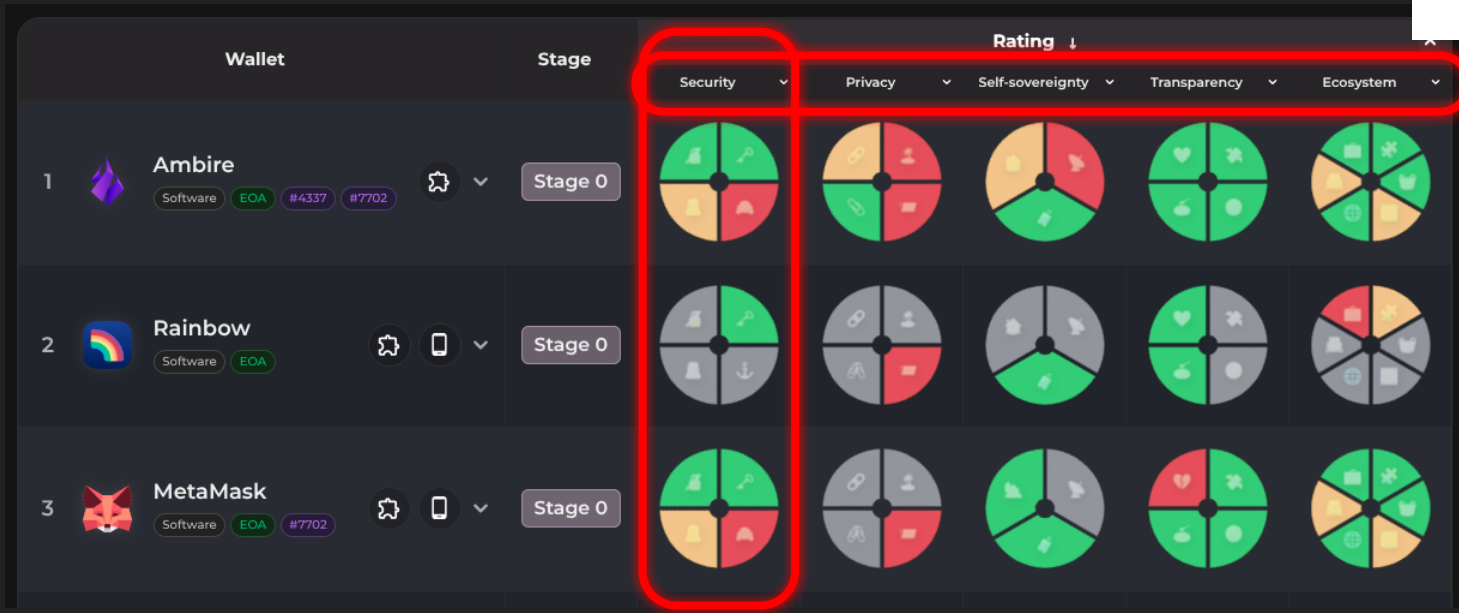 Wallet
Stage
Rating ↓
Security
Privacy
Self-sovereignty
Transparency
Ecosystem
1
Ambire
Software EOA #4337 #7702
Stage 0
2
Rainbow
Software EOA
Stage 0
3
MetaMask
Software EOA #7702
Stage 0